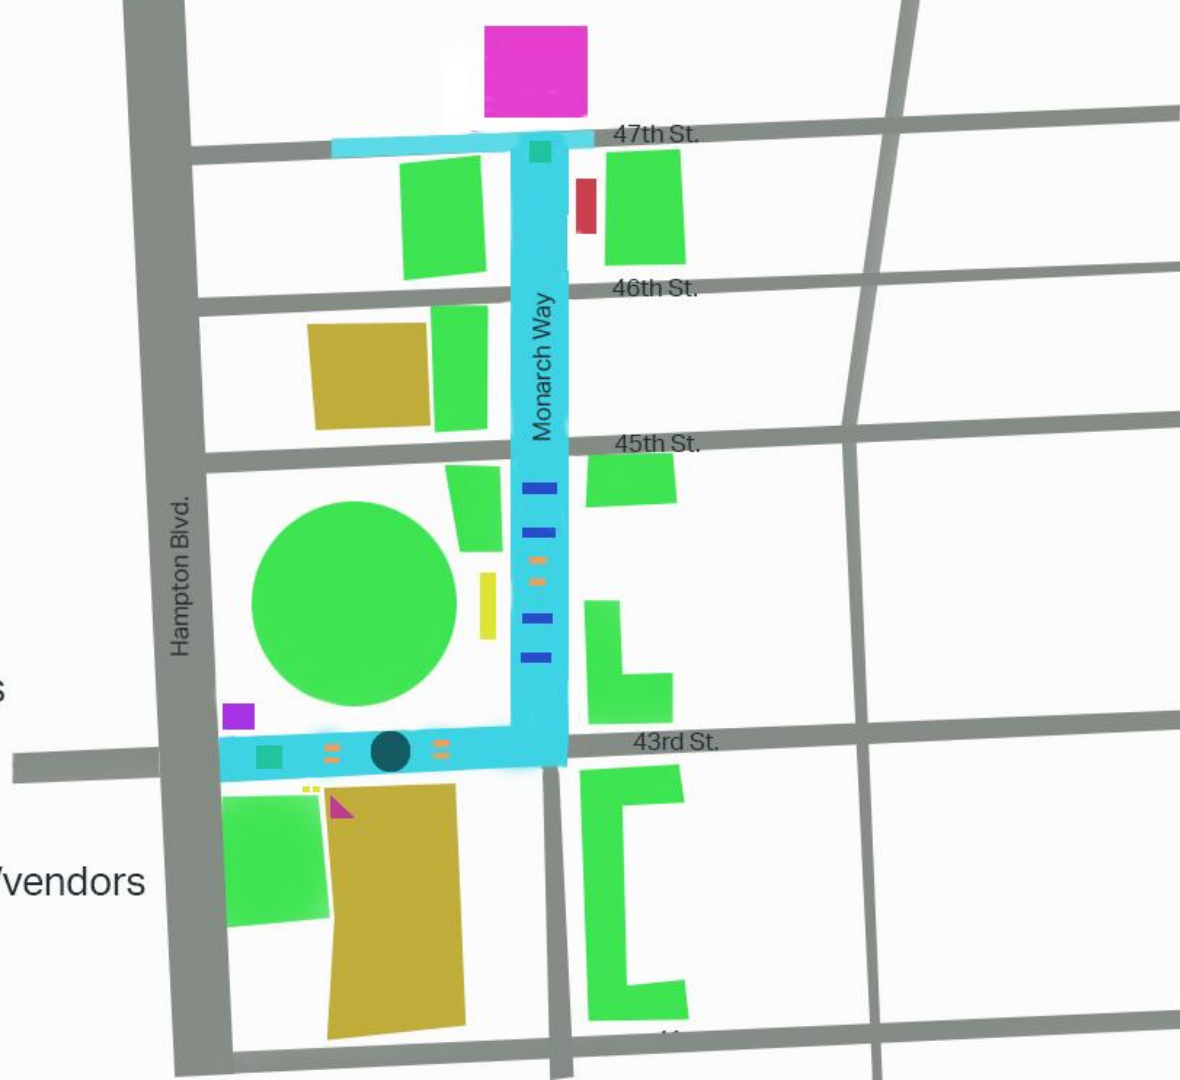 47th St.
46th St.
Monarch Way
45th St.
Hampton Blvd.
s
43rd St.
/vendors